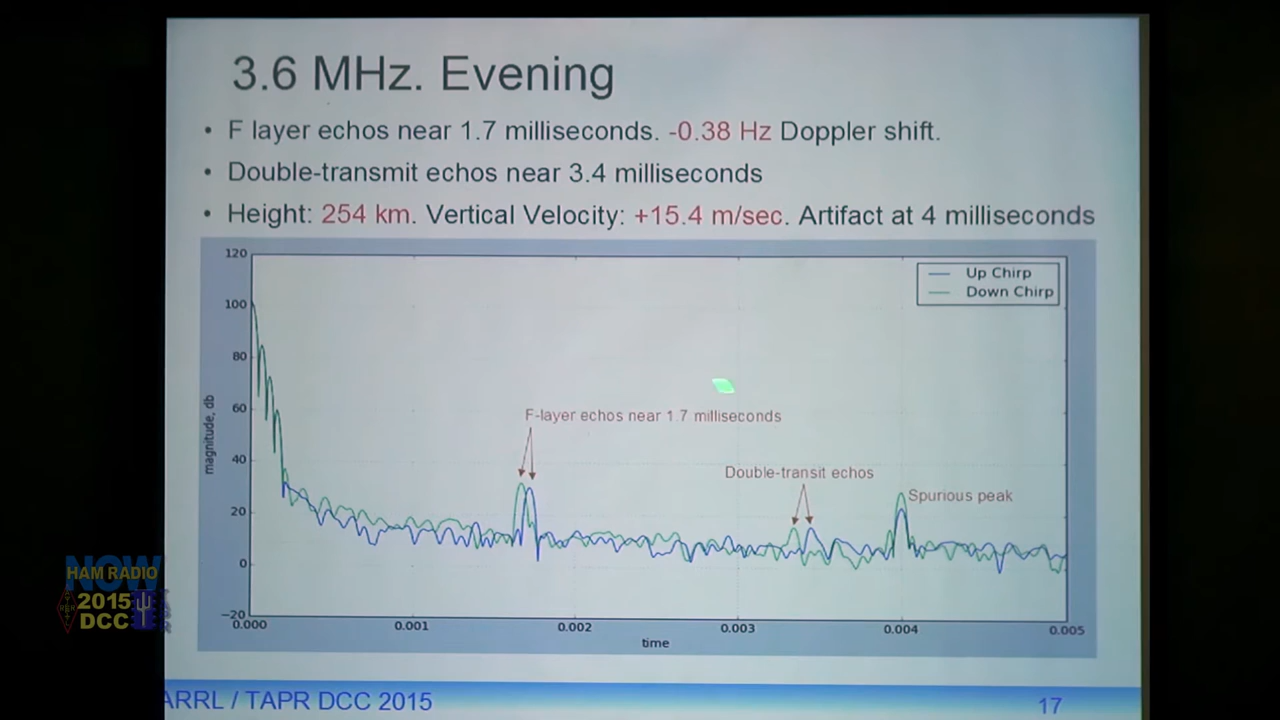 3.6 MHz. Evening
• F layer echos near 1.7 milliseconds. -0.38 Hz Doppler shift.
• Double-transmit echos near 3.4 milliseconds
• Height: 254 km. Vertical Velocity: +15.4 m/sec. Artifact at 4 milliseconds
120
100
80
60
40
20
0
−20
magnitude, db
Up Chirp
Down Chirp
F-layer echos near 1.7 milliseconds
Double-transit echos
Spurious peak
0.000 0.001 0.002 0.003 0.004 0.005
time
NOW
HAM RADIO
2015
DCC
ARRL / TAPR DCC 2015
17